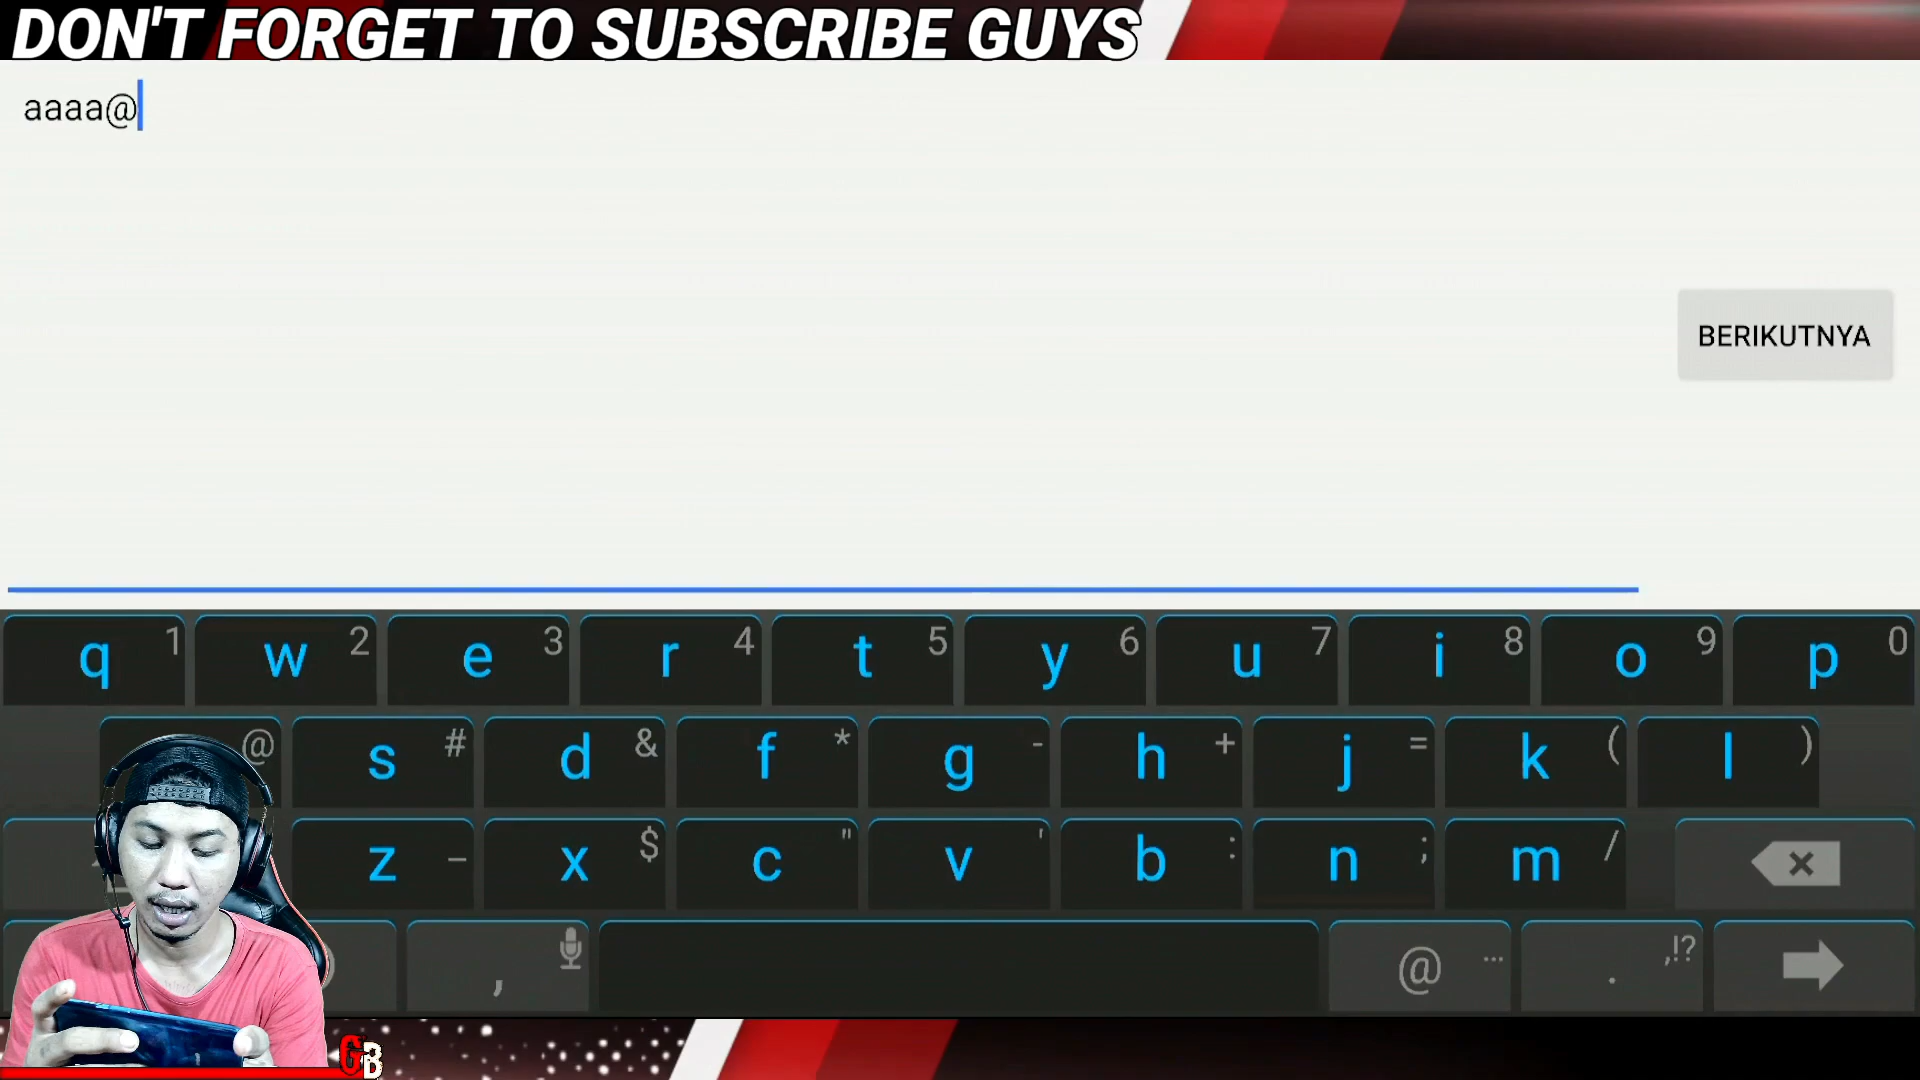 DON'T FORGET TO SUBSCRIBE GUYS
aaaa@
BERIKUTNYA
q 1 w 2 e 3 r 4 t 5 y 6 u 7 i 8 o 9 p 0
@ s # d & f * g - h + j = k ( l )
z _ x $ c " v ' b : n ; m /
, @ ... . ,!?
GB